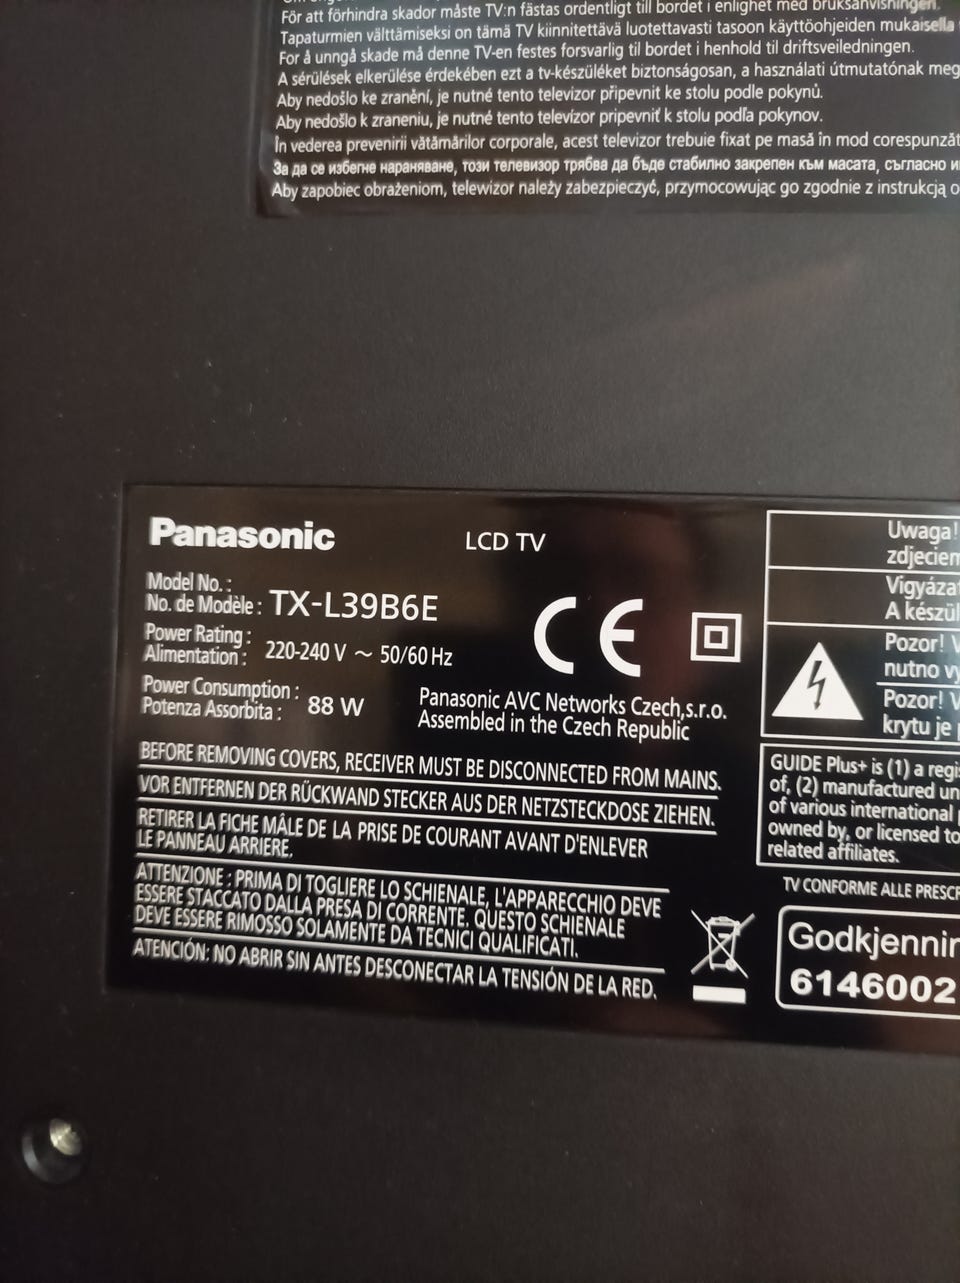 För att förhindra skador måste TV:n fästas ordentligt till bordet i enlighet med bruksanvisningen.
Tapaturmien välttämiseksi on tämä TV kiinnitettävä luotettavasti tasoon käyttöohjeiden mukaisella
For å unngå skade må denne TV-en festes forsvarlig til bordet i henhold til driftsveiledningen.
A sérülések elkerülése érdekében ezt a tv-készüléket biztonságosan, a használati útmutatónak meg
Aby nedošlo ke zranění, je nutné tento televizor připevnit ke stolu podle pokynů.
Aby nedošlo k zraneniu, je nutné tento televízor pripevniť k stolu podľa pokynov.
În vederea prevenirii vătămărilor corporale, acest televizor trebuie fixat pe masă în mod corespunzăt
За да се избегне нараняване, този телевизор трябва да бъде стабилно закрепен към масата, съгласно и
Aby zapobiec obrażeniom, telewizor należy zabezpieczyć, przymocowując go zgodnie z instrukcją o
Panasonic
LCD TV
Model No. :
No. de Modèle : TX-L39B6E
Power Rating :
Alimentation : 220-240 V ~ 50/60 Hz
Power Consumption :
Potenza Assorbita : 88 W
CE
Panasonic AVC Networks Czech,s.r.o.
Assembled in the Czech Republic
BEFORE REMOVING COVERS, RECEIVER MUST BE DISCONNECTED FROM MAINS.
VOR ENTFERNEN DER RÜCKWAND STECKER AUS DER NETZSTECKDOSE ZIEHEN.
RETIRER LA FICHE MÂLE DE LA PRISE DE COURANT AVANT D'ENLEVER
LE PANNEAU ARRIERE.
ATTENZIONE : PRIMA DI TOGLIERE LO SCHIENALE, L'APPARECCHIO DEVE
ESSERE STACCATO DALLA PRESA DI CORRENTE. QUESTO SCHIENALE
DEVE ESSERE RIMOSSO SOLAMENTE DA TECNICI QUALIFICATI.
ATENCIÓN: NO ABRIR SIN ANTES DESCONECTAR LA TENSIÓN DE LA RED.
Uwaga!
zdjęciem
Vigyázat
A készül
Pozor! V
nutno vy
Pozor! V
krytu je
GUIDE Plus+ is (1) a regis
of, (2) manufactured un
of various international
owned by, or licensed to
related affiliates.
TV CONFORME ALLE PRESCR
Godkjennin
6146002